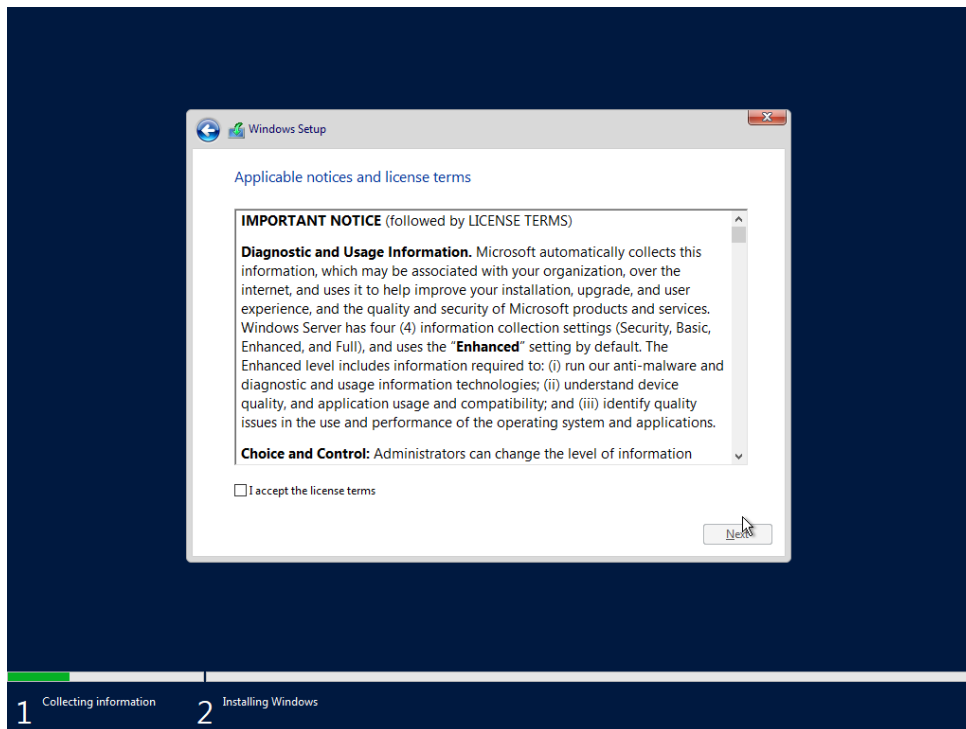 Windows Setup
Applicable notices and license terms
IMPORTANT NOTICE (followed by LICENSE TERMS)
Diagnostic and Usage Information. Microsoft automatically collects this
information, which may be associated with your organization, over the
internet, and uses it to help improve your installation, upgrade, and user
experience, and the quality and security of Microsoft products and services.
Windows Server has four (4) information collection settings (Security, Basic,
Enhanced, and Full), and uses the “Enhanced” setting by default. The
Enhanced level includes information required to: (i) run our anti-malware and
diagnostic and usage information technologies; (ii) understand device
quality, and application usage and compatibility; and (iii) identify quality
issues in the use and performance of the operating system and applications.
Choice and Control: Administrators can change the level of information
I accept the license terms
Next
1 Collecting information
2 Installing Windows